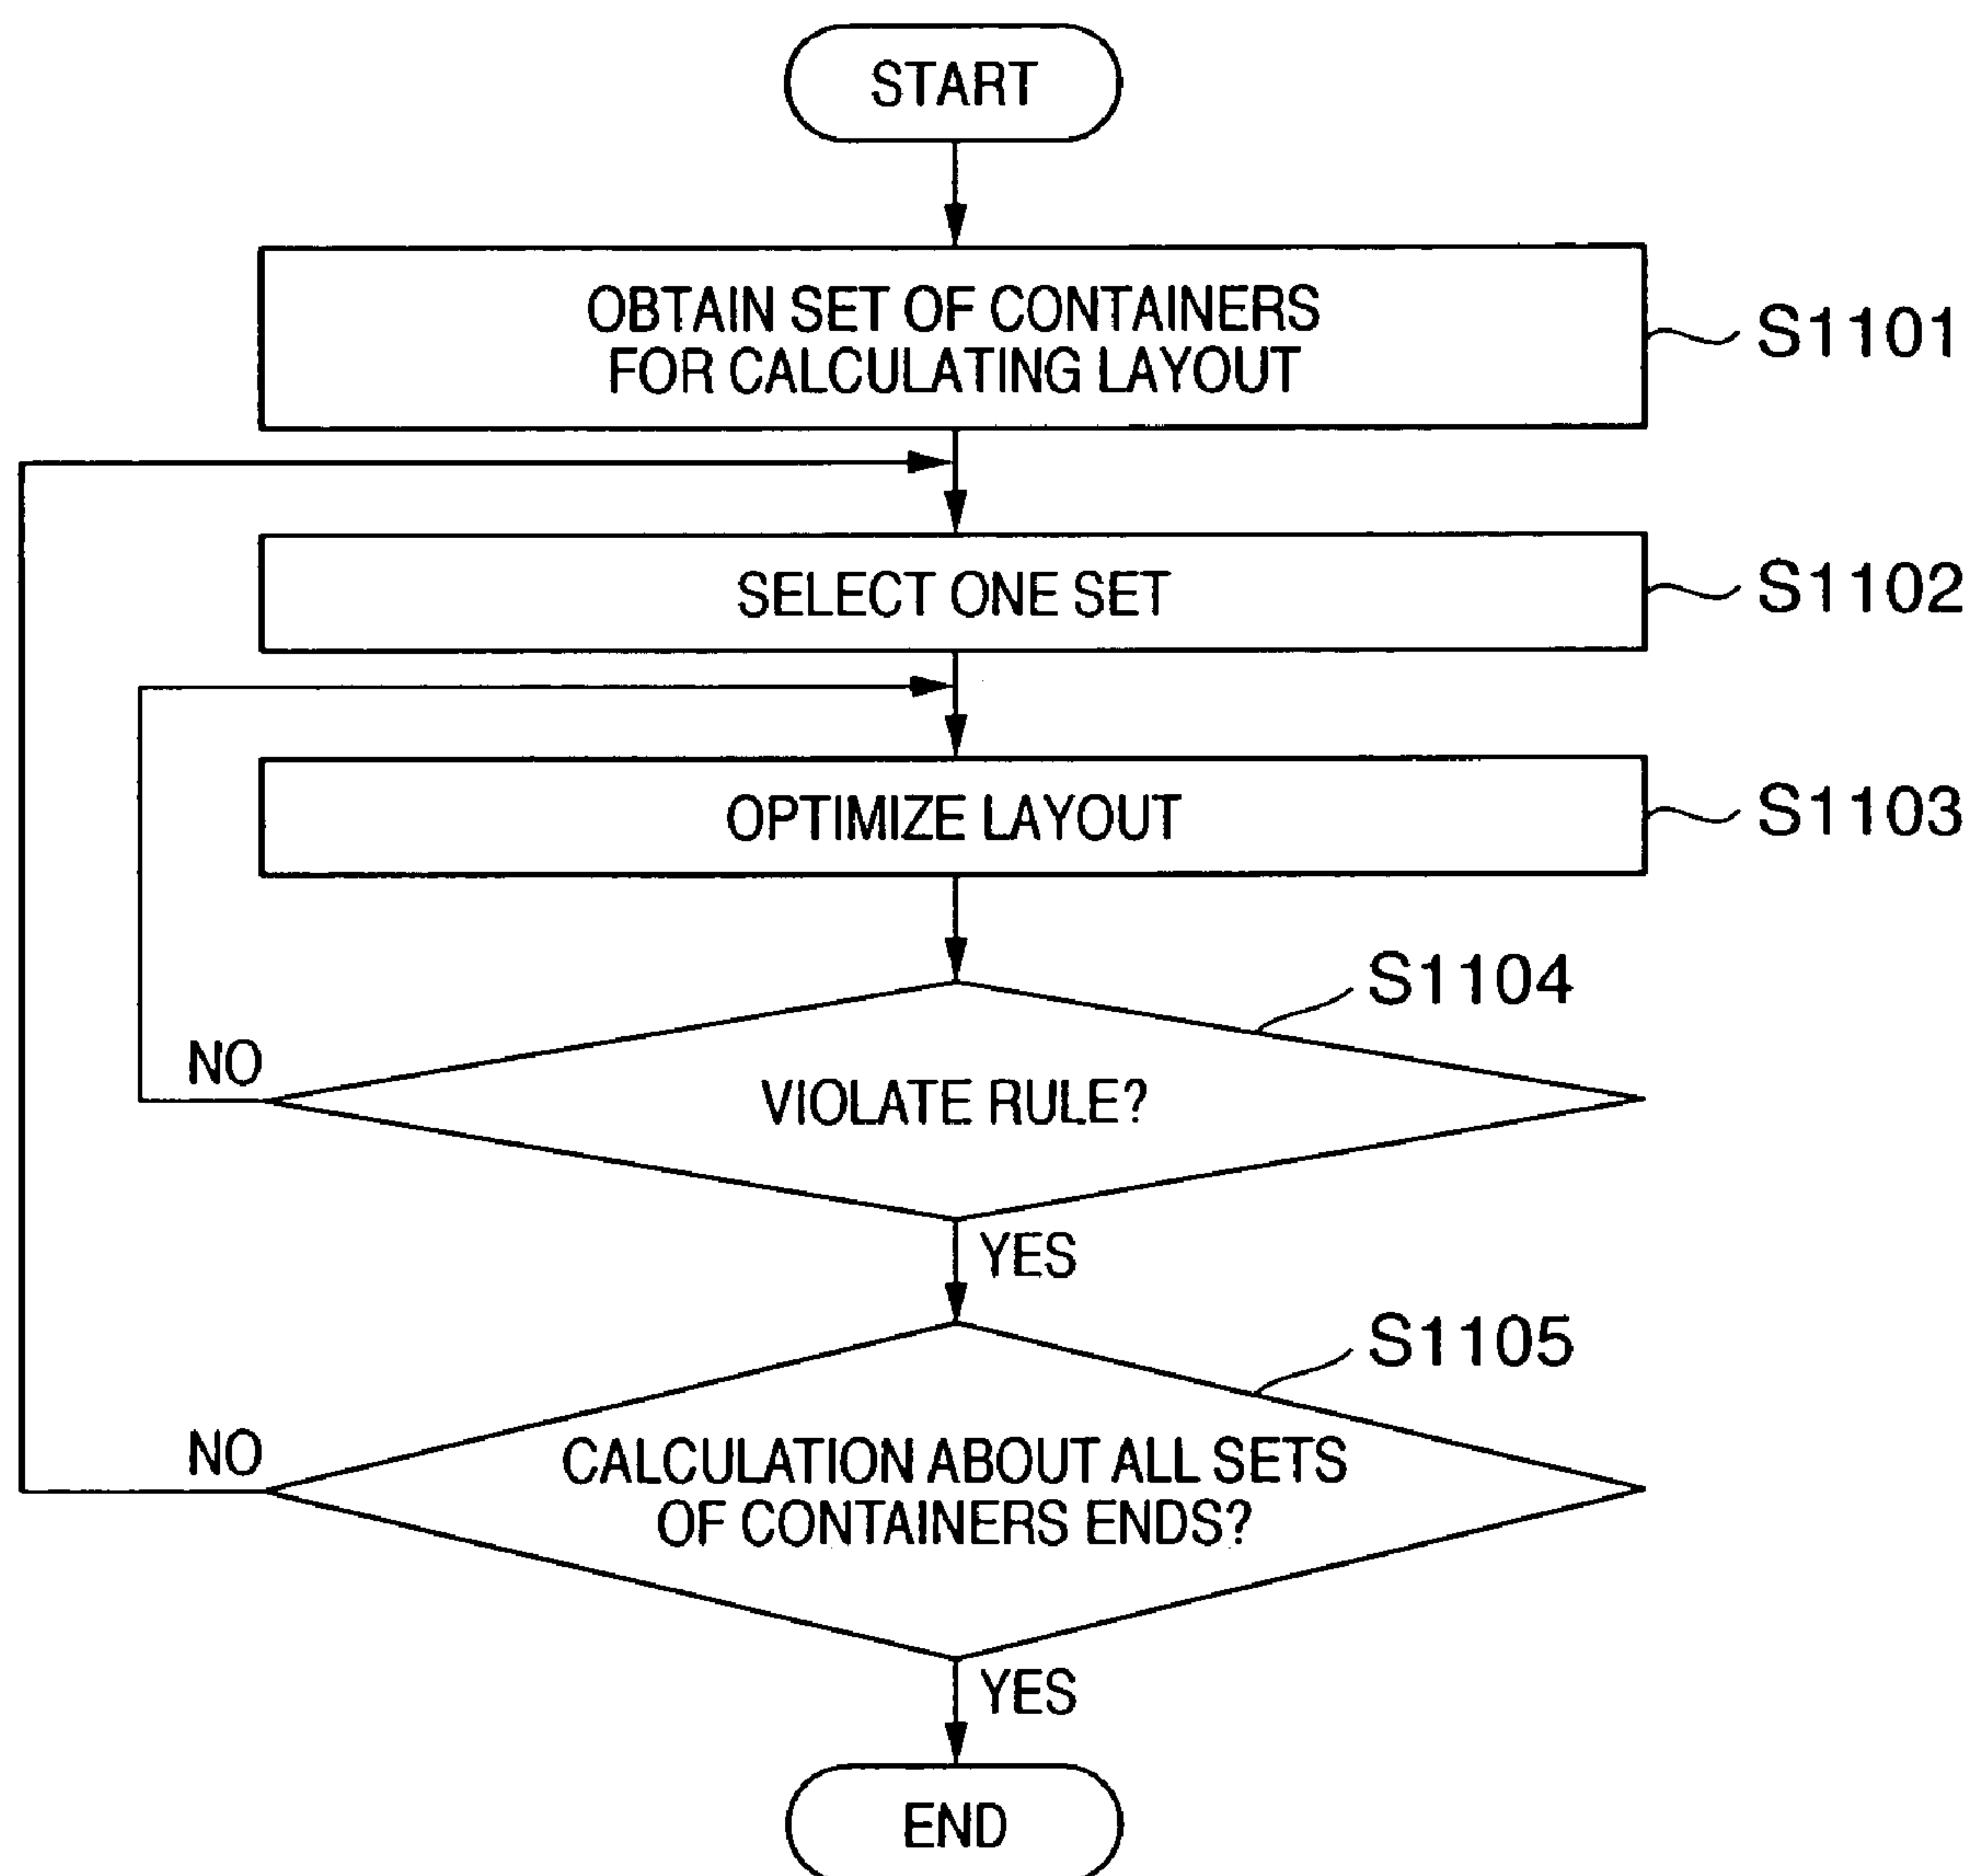 START
OBTAIN SET OF CONTAINERS
FOR CALCULATING LAYOUT
S1101
SELECT ONE SET
S1102
OPTIMIZE LAYOUT
S1103
S1104
NO
VIOLATE RULE?
YES
S1105
NO
CALCULATION ABOUT ALL SETS
OF CONTAINERS ENDS?
YES
END